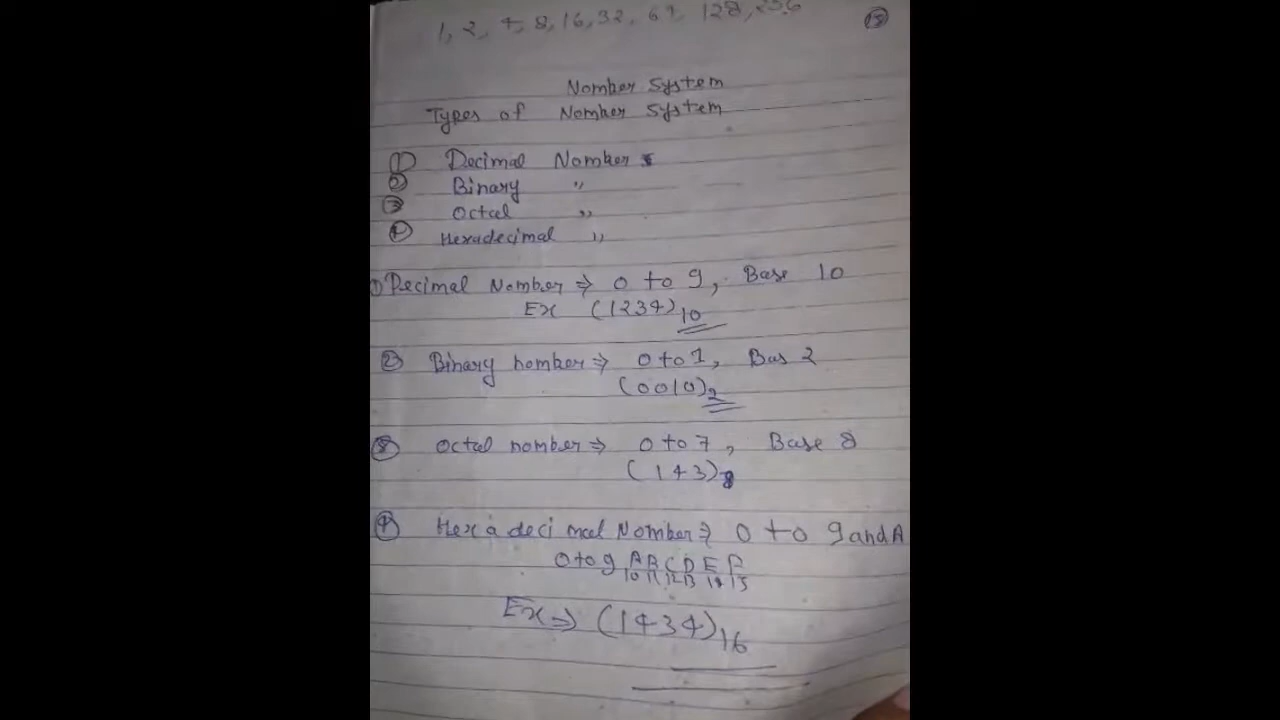 1, 2, 4, 8, 16, 32, 64, 128, 256
Nomber System
Types of Nomber System
① Decimal Nombers
② Binary "
③ Octal "
④ Hexadecimal "
① Decimal Nomber ⇒ 0 to 9, Base 10
Ex (1234)10
② Binary nomber ⇒ 0 to 1, Bas 2
(0010)2
③ Octal nomber ⇒ 0 to 7, Base 8
(143)8
④ Hexadecimal Nomber ⇒ 0 to 9 and A
0 to 9 A B C D E F
10 11 12 13 14 15
Ex ⇒ (1434)16